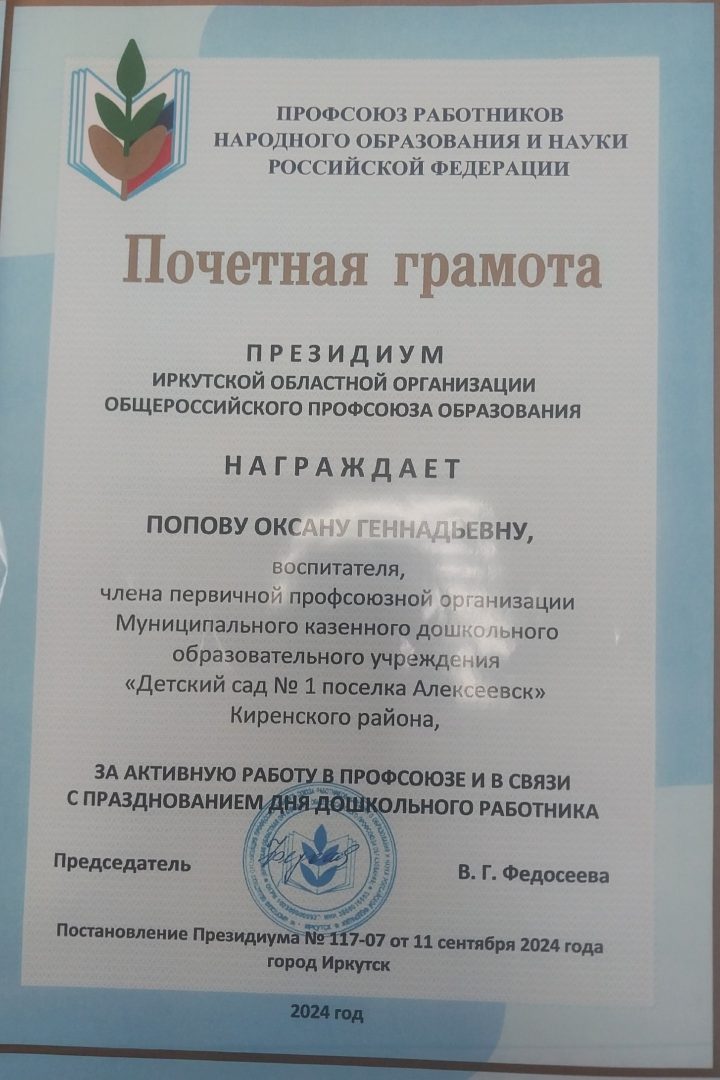 ПРОФСОЮЗ РАБОТНИКОВ
НАРОДНОГО ОБРАЗОВАНИЯ И НАУКИ
РОССИЙСКОЙ ФЕДЕРАЦИИ
Почетная грамота
ПРЕЗИДИУМ
ИРКУТСКОЙ ОБЛАСТНОЙ ОРГАНИЗАЦИИ
ОБЩЕРОССИЙСКОГО ПРОФСОЮЗА ОБРАЗОВАНИЯ
НАГРАЖДАЕТ
ПОПОВУ ОКСАНУ ГЕННАДЬЕВНУ,
воспитателя,
члена первичной профсоюзной организации
Муниципального казенного дошкольного
образовательного учреждения
«Детский сад № 1 поселка Алексеевск»
Киренского района,
ЗА АКТИВНУЮ РАБОТУ В ПРОФСОЮЗЕ И В СВЯЗИ
С ПРАЗДНОВАНИЕМ ДНЯ ДОШКОЛЬНОГО РАБОТНИКА
Председатель
В. Г. Федосеева
Постановление Президиума № 117-07 от 11 сентября 2024 года
город Иркутск
2024 год